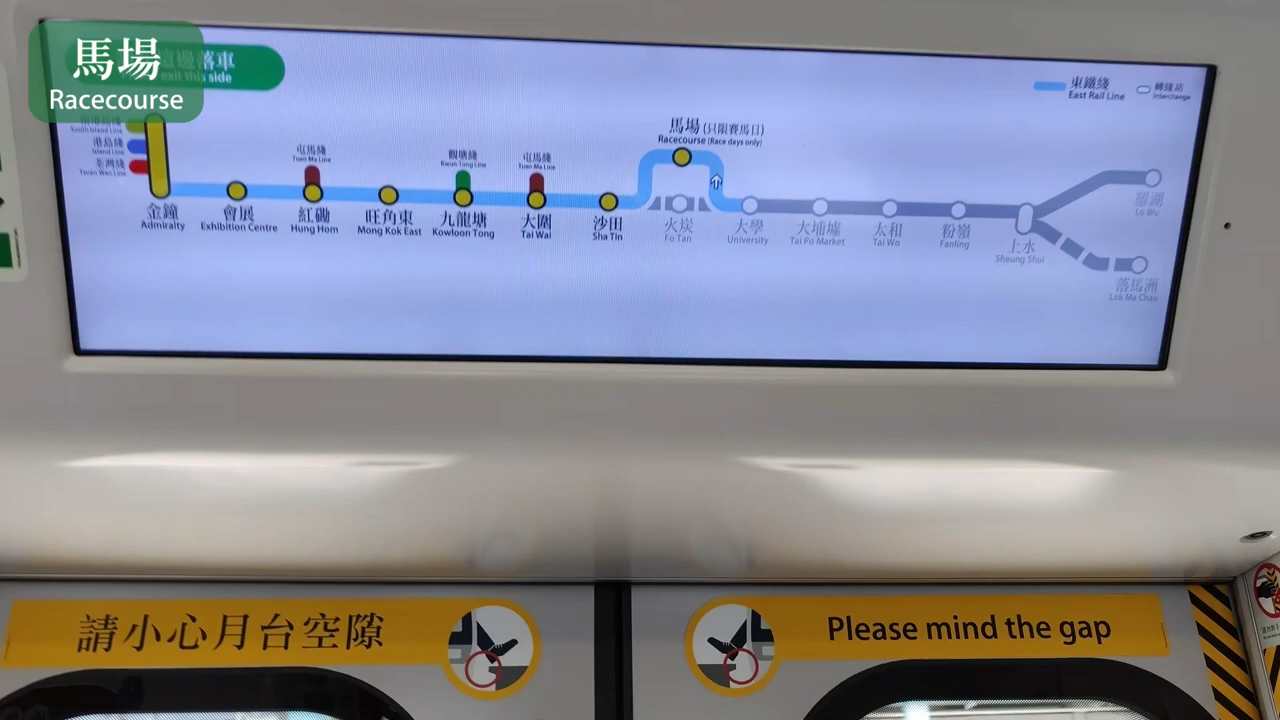 馬場
Racecourse
邊落車
exit this side
東鐵綫
East Rail Line
轉綫站
Interchange
南港島綫
South Island Line
港島綫
Island Line
荃灣綫
Tsuen Wan Line
屯馬綫
Tuen Ma Line
觀塘綫
Kwun Tong Line
屯馬綫
Tuen Ma Line
馬場 (只限賽馬日)
Racecourse (Race days only)
金鐘
Admiralty
會展
Exhibition Centre
紅磡
Hung Hom
旺角東
Mong Kok East
九龍塘
Kowloon Tong
大圍
Tai Wai
沙田
Sha Tin
火炭
Fo Tan
大學
University
大埔墟
Tai Po Market
太和
Tai Wo
粉嶺
Fanling
上水
Sheung Shui
羅湖
Lo Wu
落馬洲
Lok Ma Chau
請小心月台空隙
Please mind the gap